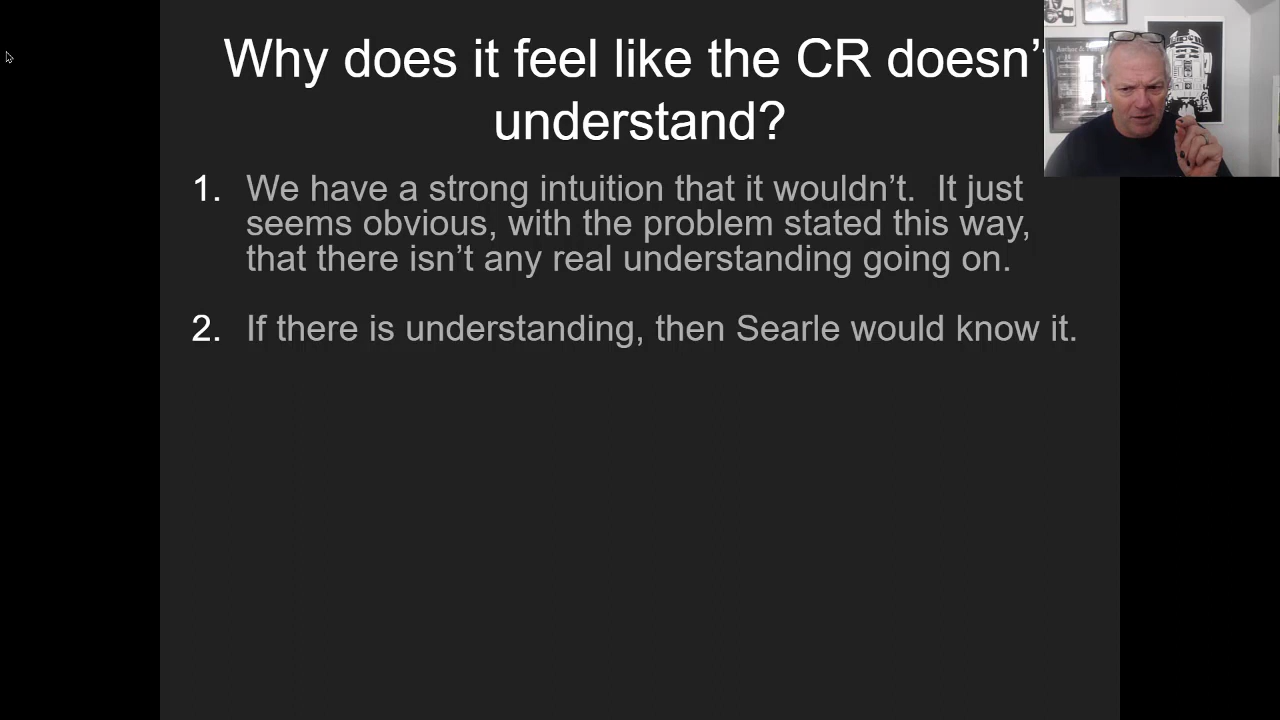 Why does it feel like the CR doesn'
understand?
1. We have a strong intuition that it wouldn’t.  It just
seems obvious, with the problem stated this way,
that there isn’t any real understanding going on.
2. If there is understanding, then Searle would know it.